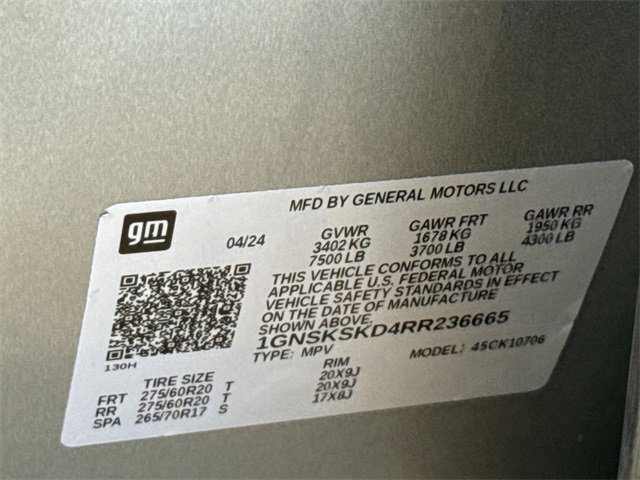 MFD BY GENERAL MOTORS LLC
gm
04/24
GVWR GAWR FRT GAWR RR
3402 KG 1678 KG 1950 KG
7500 LB 3700 LB 4300 LB
THIS VEHICLE CONFORMS TO ALL
APPLICABLE U.S. FEDERAL MOTOR
VEHICLE SAFETY STANDARDS IN EFFECT
ON THE DATE OF MANUFACTURE
SHOWN ABOVE.
1GNSKSKD4RR236665
TYPE: MPV MODEL: 45CK10706
130H
TIRE SIZE RIM
FRT 275/60R20 T 20X9J
RR 275/60R20 T 20X9J
SPA 265/70R17 S 17X8J